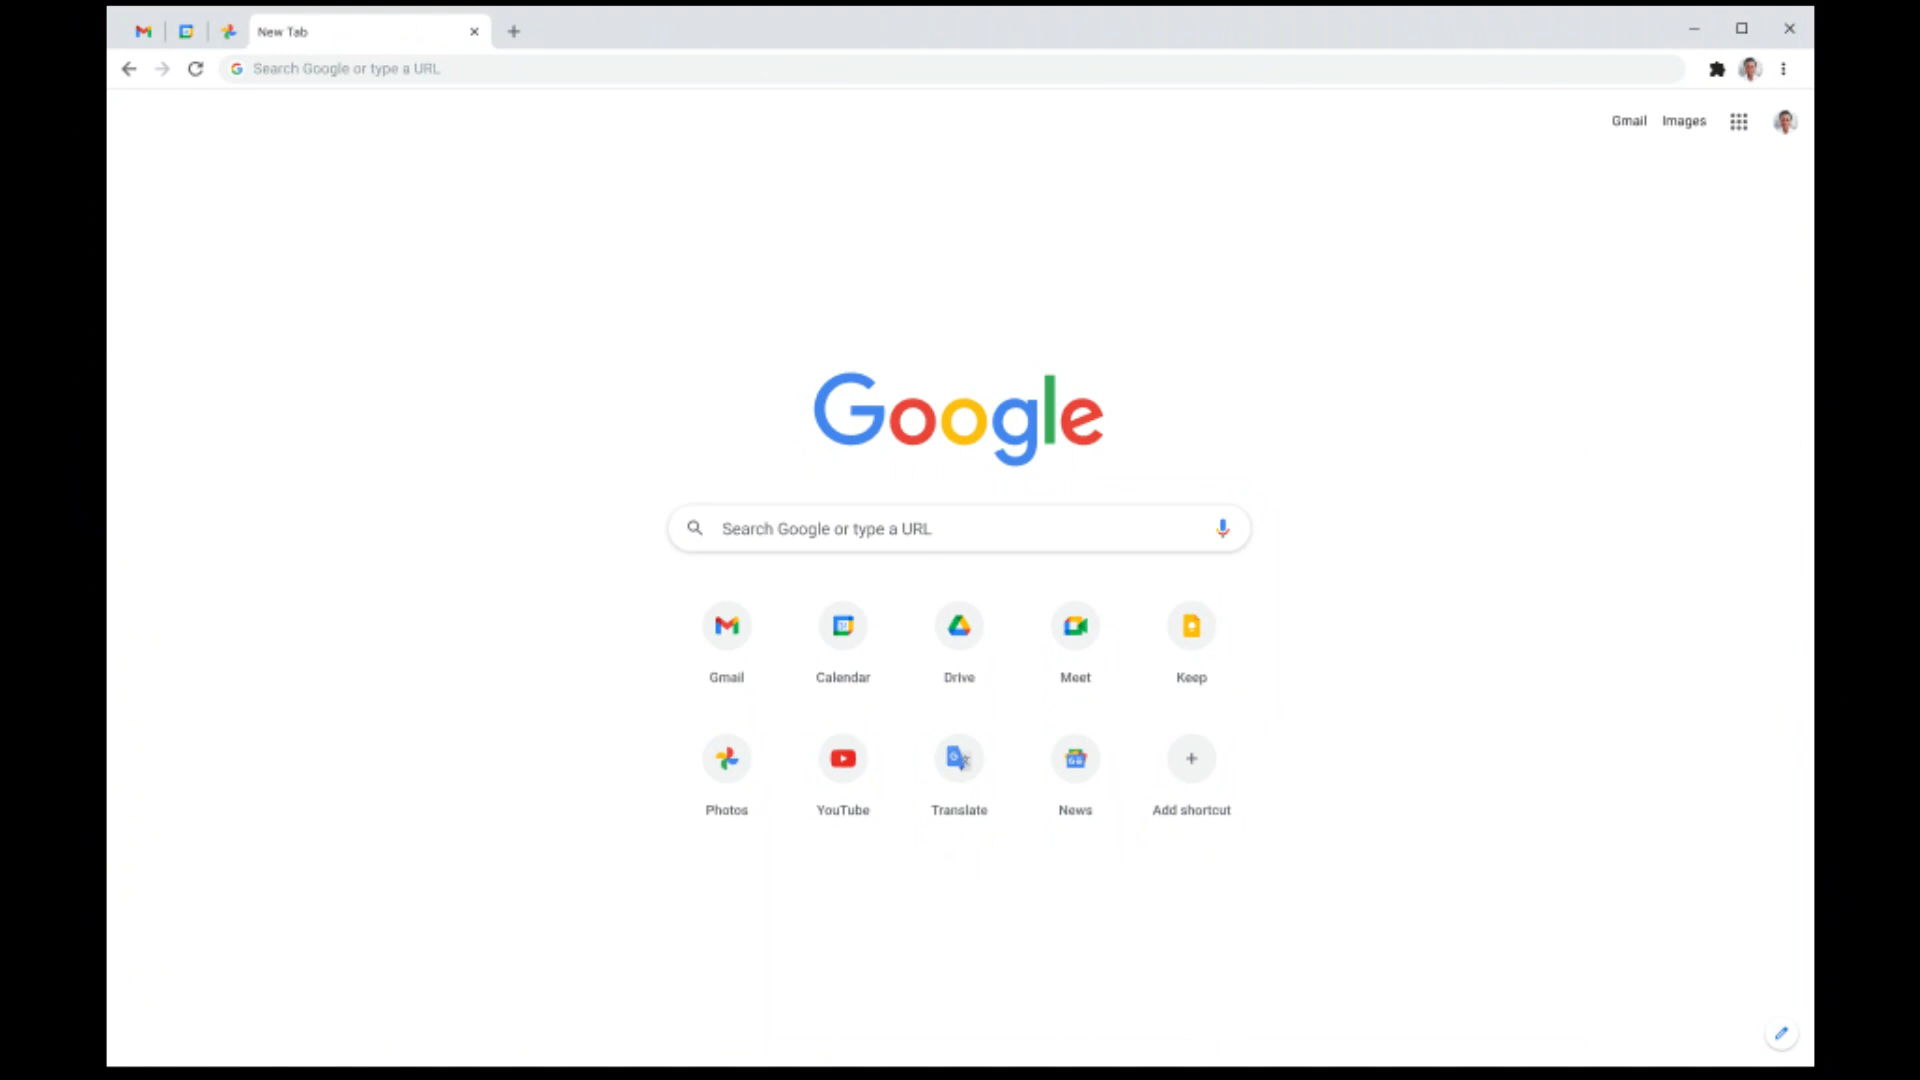 New Tab
Search Google or type a URL
Gmail Images
Google
Search Google or type a URL
Gmail Calendar Drive Meet Keep
Photos YouTube Translate News Add shortcut